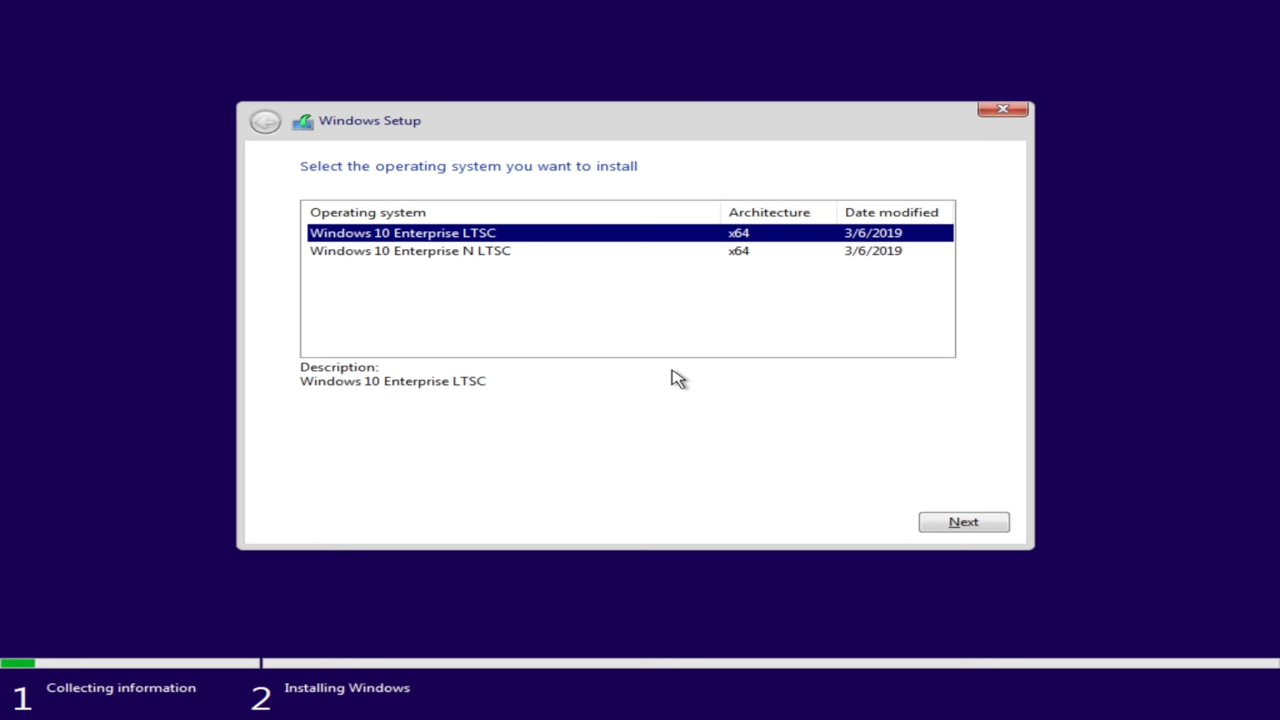 Windows Setup
Select the operating system you want to install
Operating system Architecture Date modified
Windows 10 Enterprise LTSC x64 3/6/2019
Windows 10 Enterprise N LTSC x64 3/6/2019
Description:
Windows 10 Enterprise LTSC
Next
1 Collecting information 2 Installing Windows